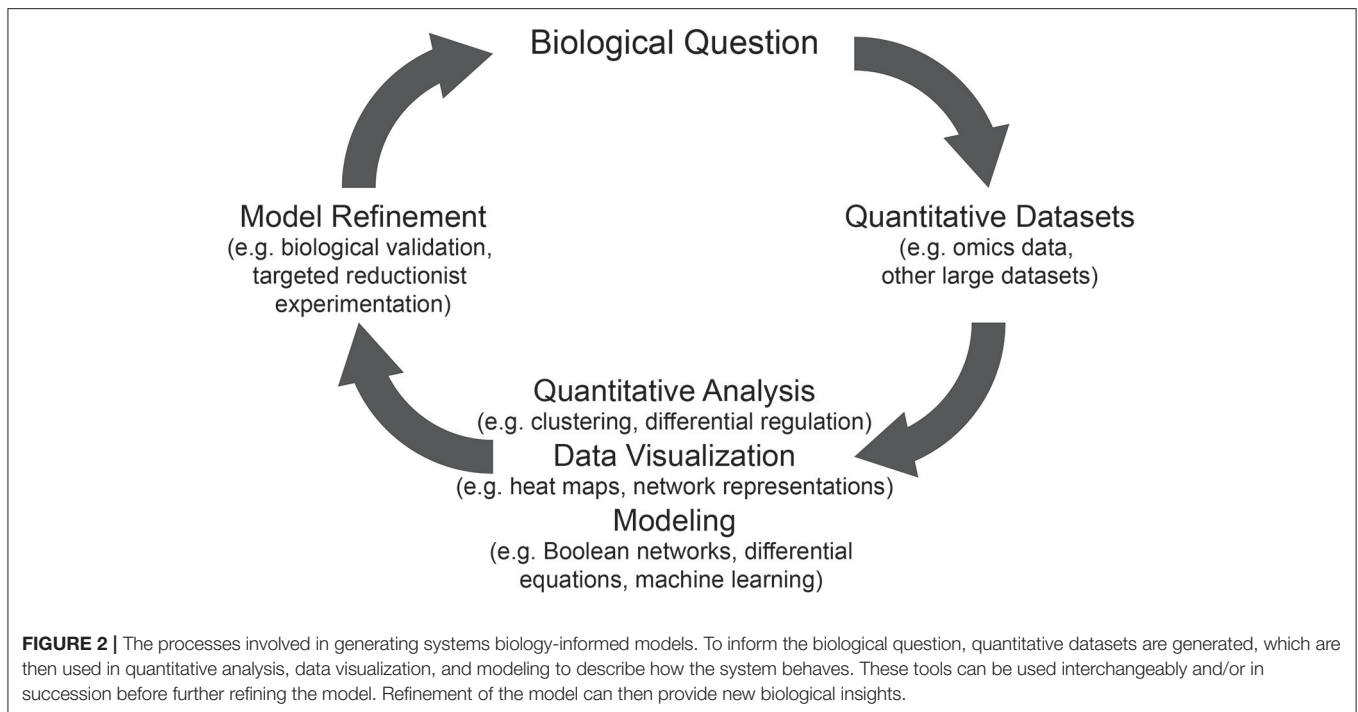 Biological Question
Model Refinement
(e.g. biological validation,
targeted reductionist
experimentation)
Quantitative Datasets
(e.g. omics data,
other large datasets)
Quantitative Analysis
(e.g. clustering, differential regulation)
Data Visualization
(e.g. heat maps, network representations)
Modeling
(e.g. Boolean networks, differential
equations, machine learning)
FIGURE 2 | The processes involved in generating systems biology-informed models. To inform the biological question, quantitative datasets are generated, which are
then used in quantitative analysis, data visualization, and modeling to describe how the system behaves. These tools can be used interchangeably and/or in
succession before further refining the model. Refinement of the model can then provide new biological insights.